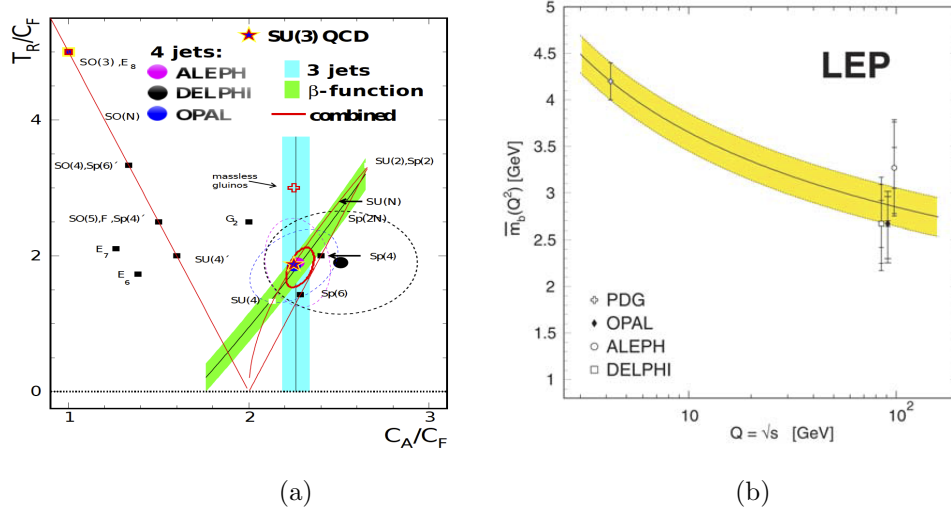 T_R/C_F
4
2
0
1
2
3
C_A/C_F
SU(3) QCD
4 jets:
ALEPH
DELPHI
OPAL
3 jets
β-function
combined
SO(3) ,E_8
SO(N)
SO(4),Sp(6)´
SO(5),F ,Sp(4)´
E_7
E_6
SU(4)´
massless
gluinos
G_2
SU(2),Sp(2)
SU(N)
Sp(2N)
Sp(4)
Sp(6)
SU(4)
(a)
LEP
m̅_b(Q²) [GeV]
5
4.5
4
3.5
3
2.5
2
1.5
1
PDG
OPAL
ALEPH
DELPHI
10
10²
Q = √s [GeV]
(b)